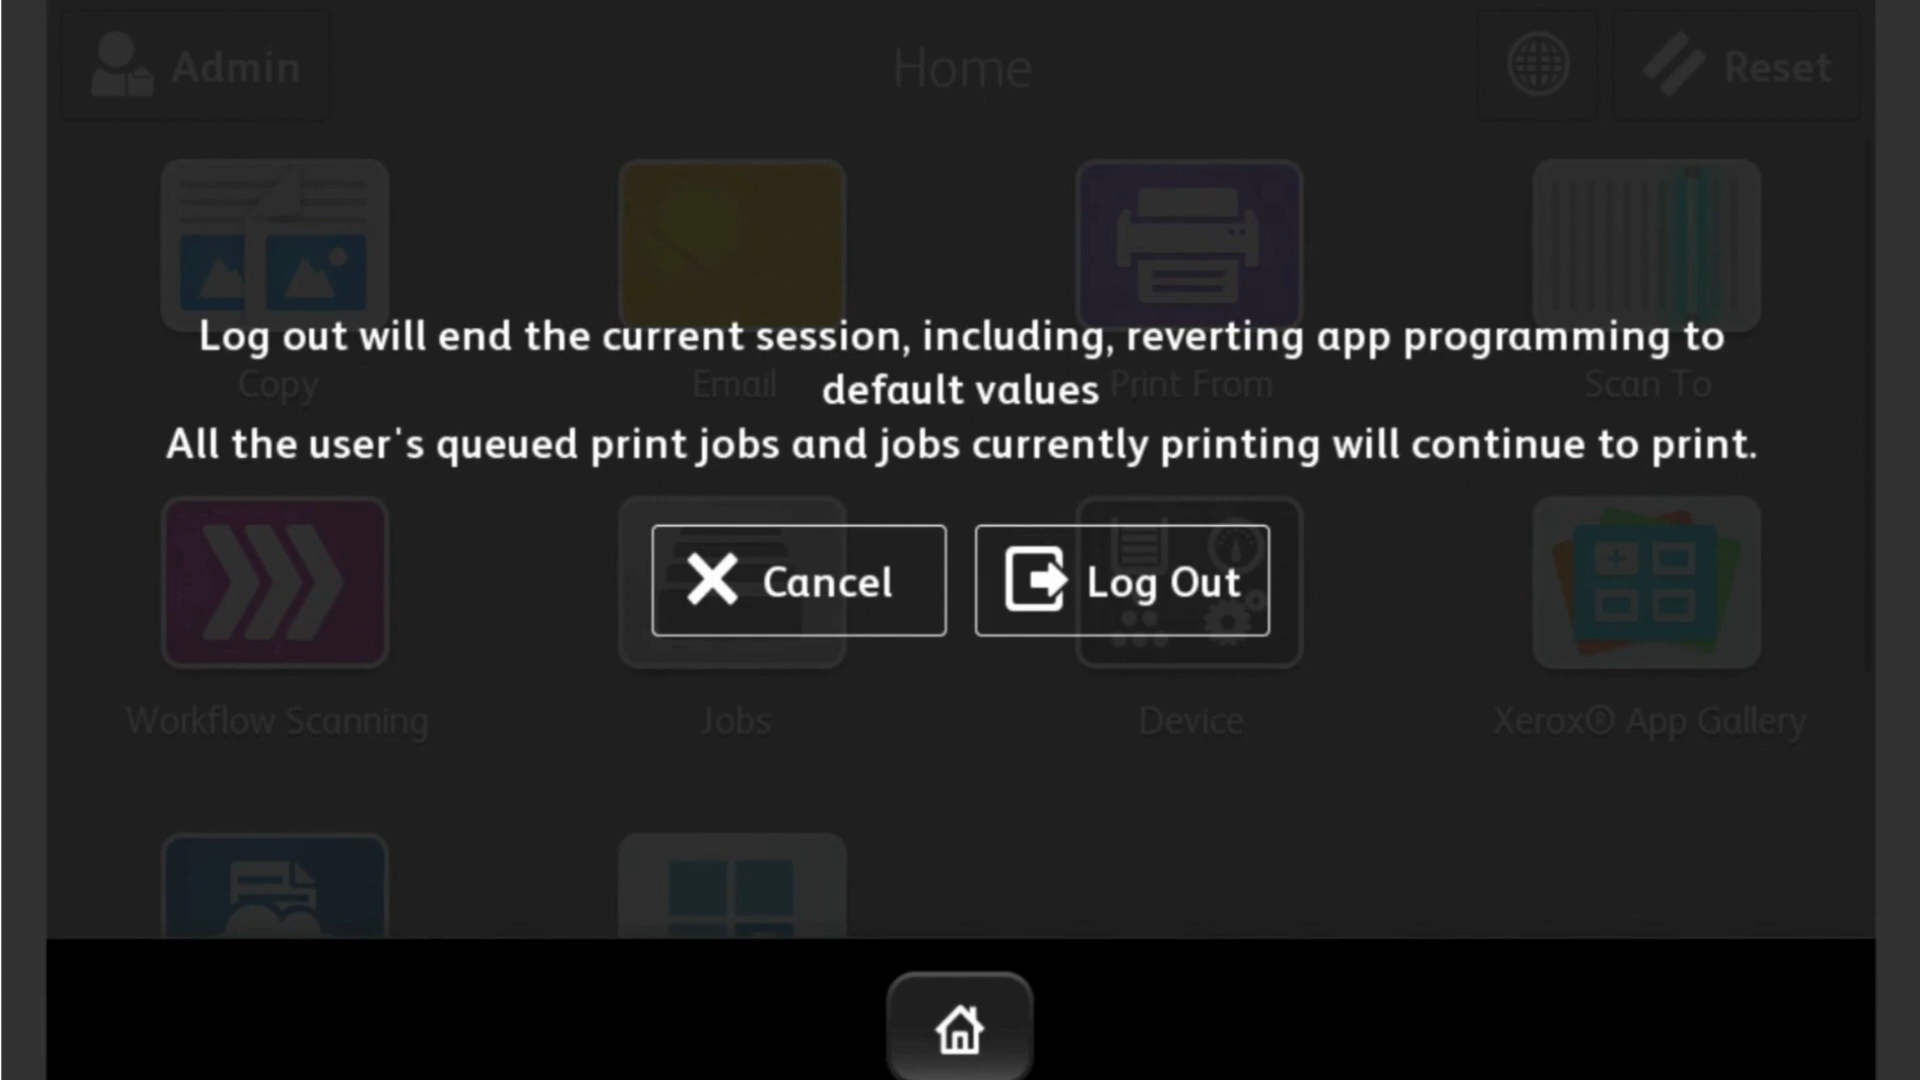 Admin
Home
Reset
Log out will end the current session, including, reverting app programming to
default values
All the user's queued print jobs and jobs currently printing will continue to print.
Copy
Email
Print From
Scan To
Cancel
Log Out
Workflow Scanning
Jobs
Device
Xerox® App Gallery